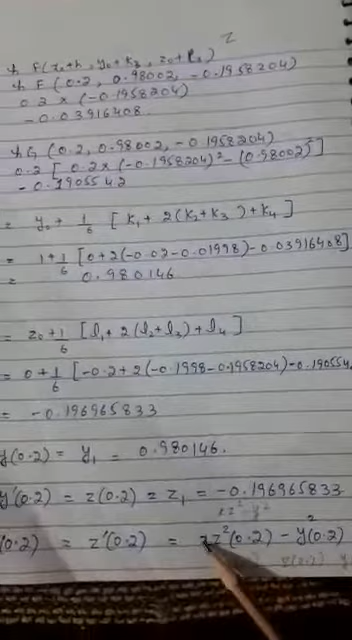 z
h F(x₀+h, y₀+k₃, z₀+l₃)
h F(0.2, 0.98002, -0.1958204)
0.2 × (-0.1958204)
-0.03916408
h G(0.2, 0.98002, -0.1958204)
0.2 [0.2×(-0.1958204)² - (0.98002)²]
-0.1905542
= y₀ + 1/6 [k₁ + 2(k₂+k₃) + k₄]
= 1 + 1/6 [0+2(-0.02-0.01998)-0.03916408]
= 0.980146
= z₀ + 1/6 [l₁ + 2(l₂+l₃) + l₄]
= 0 + 1/6 [-0.2+2(-0.1998-0.1958204)-0.190554
= -0.196965833
y(0.2) = y₁ = 0.980146.
y'(0.2) = z(0.2) = z₁ = -0.196965833
(0.2) = z'(0.2) = xz²(0.2) - y²(0.2)